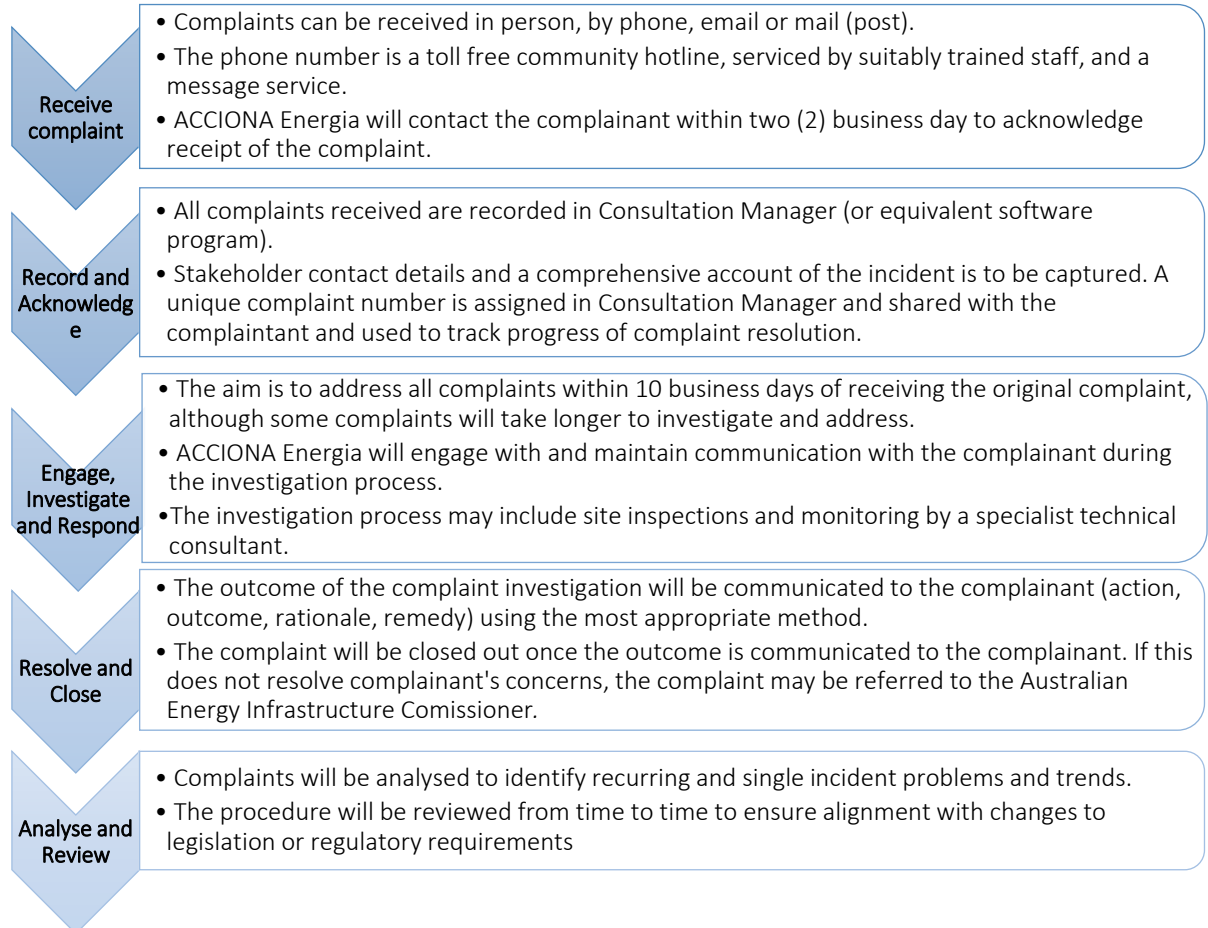 Receive
complaint
• Complaints can be received in person, by phone, email or mail (post).
• The phone number is a toll free community hotline, serviced by suitably trained staff, and a
message service.
• ACCIONA Energia will contact the complainant within two (2) business day to acknowledge
receipt of the complaint.
Record and
Acknowledg
e
• All complaints received are recorded in Consultation Manager (or equivalent software
program).
• Stakeholder contact details and a comprehensive account of the incident is to be captured. A
unique complaint number is assigned in Consultation Manager and shared with the
complaintant and used to track progress of complaint resolution.
Engage,
Investigate
and Respond
• The aim is to address all complaints within 10 business days of receiving the original complaint,
although some complaints will take longer to investigate and address.
• ACCIONA Energia will engage with and maintain communication with the complainant during
the investigation process.
•The investigation process may include site inspections and monitoring by a specialist technical
consultant.
Resolve and
Close
• The outcome of the complaint investigation will be communicated to the complainant (action,
outcome, rationale, remedy) using the most appropriate method.
• The complaint will be closed out once the outcome is communicated to the complainant. If this
does not resolve complainant's concerns, the complaint may be referred to the Australian
Energy Infrastructure Comissioner.
Analyse and
Review
• Complaints will be analysed to identify recurring and single incident problems and trends.
• The procedure will be reviewed from time to time to ensure alignment with changes to
legislation or regulatory requirements